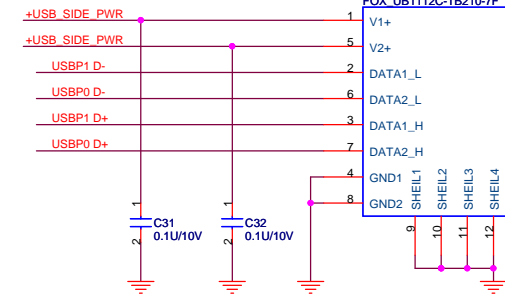 FOX_UB1112C-1B210-7F
+USB_SIDE_PWR 1 V1+
+USB_SIDE_PWR 5 V2+
USBP1 D- 2 DATA1_L
USBP0 D- 6 DATA2_L
USBP1 D+ 3 DATA1_H
USBP0 D+ 7 DATA2_H
4 GND1
8 GND2
SHEIL1 SHEIL2 SHEIL3 SHEIL4
9 10 11 12
1 1
C31 C32
0.1U/10V 0.1U/10V
2 2